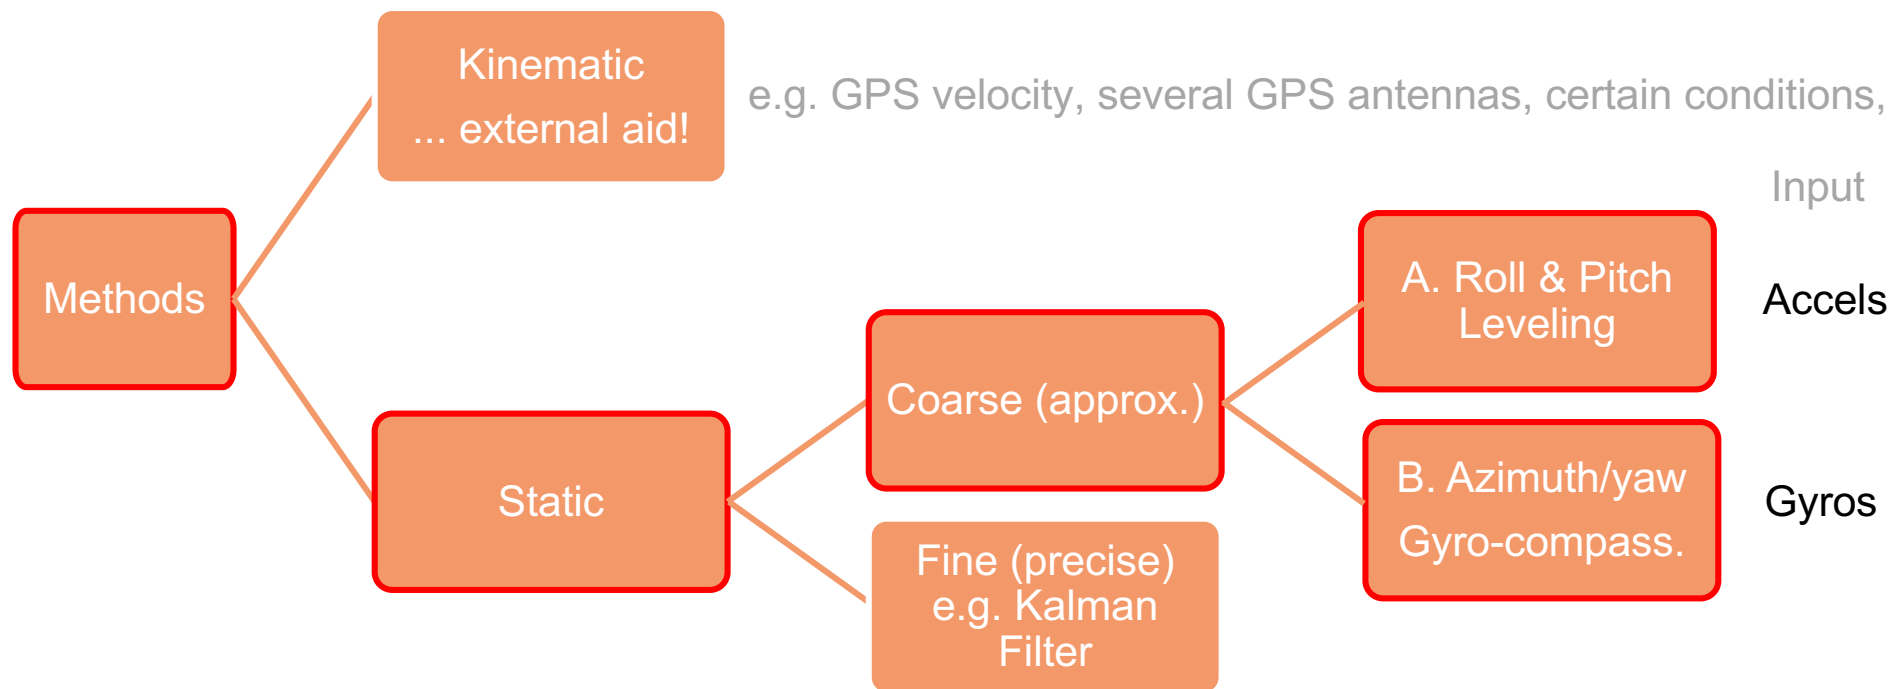 Kinematic
... external aid!
e.g. GPS velocity, several GPS antennas, certain conditions,
Input
Methods
A. Roll & Pitch
Leveling
Accels
Coarse (approx.)
Static
B. Azimuth/yaw
Gyro-compass.
Gyros
Fine (precise)
e.g. Kalman
Filter